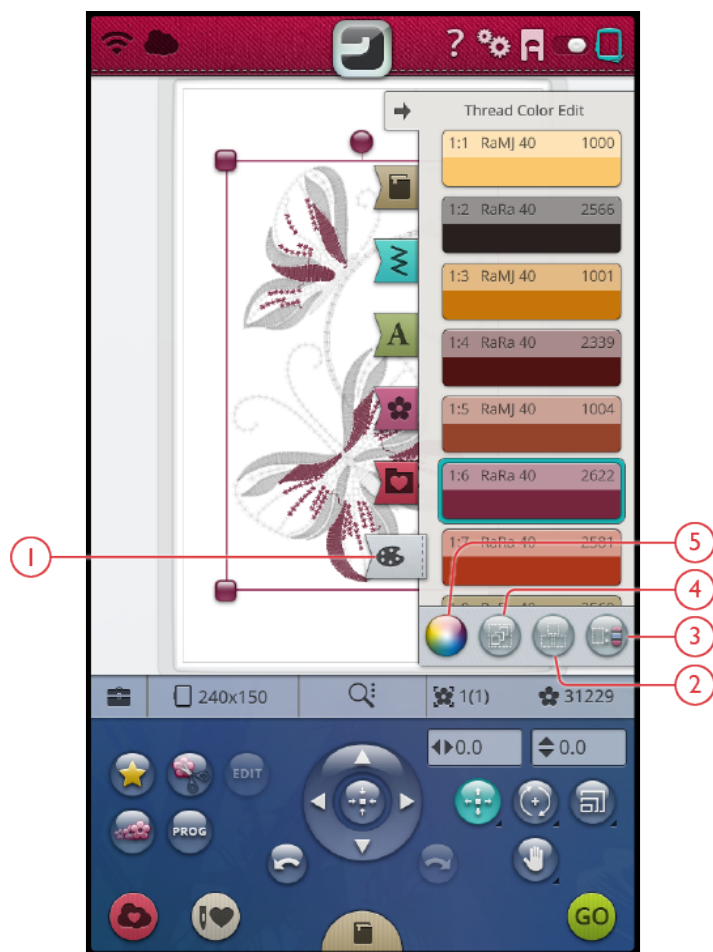 ?
Thread Color Edit
1:1 RaMJ 40 1000
1:2 RaRa 40 2566
1:3 RaMJ 40 1001
1:4 RaRa 40 2339
A
1:5 RaMJ 40 1004
1:6 RaRa 40 2622
1:7 RaRa 40 2581
1
5
4
3
2
240x150
1(1)
31229
0.0
0.0
EDIT
PROG
GO